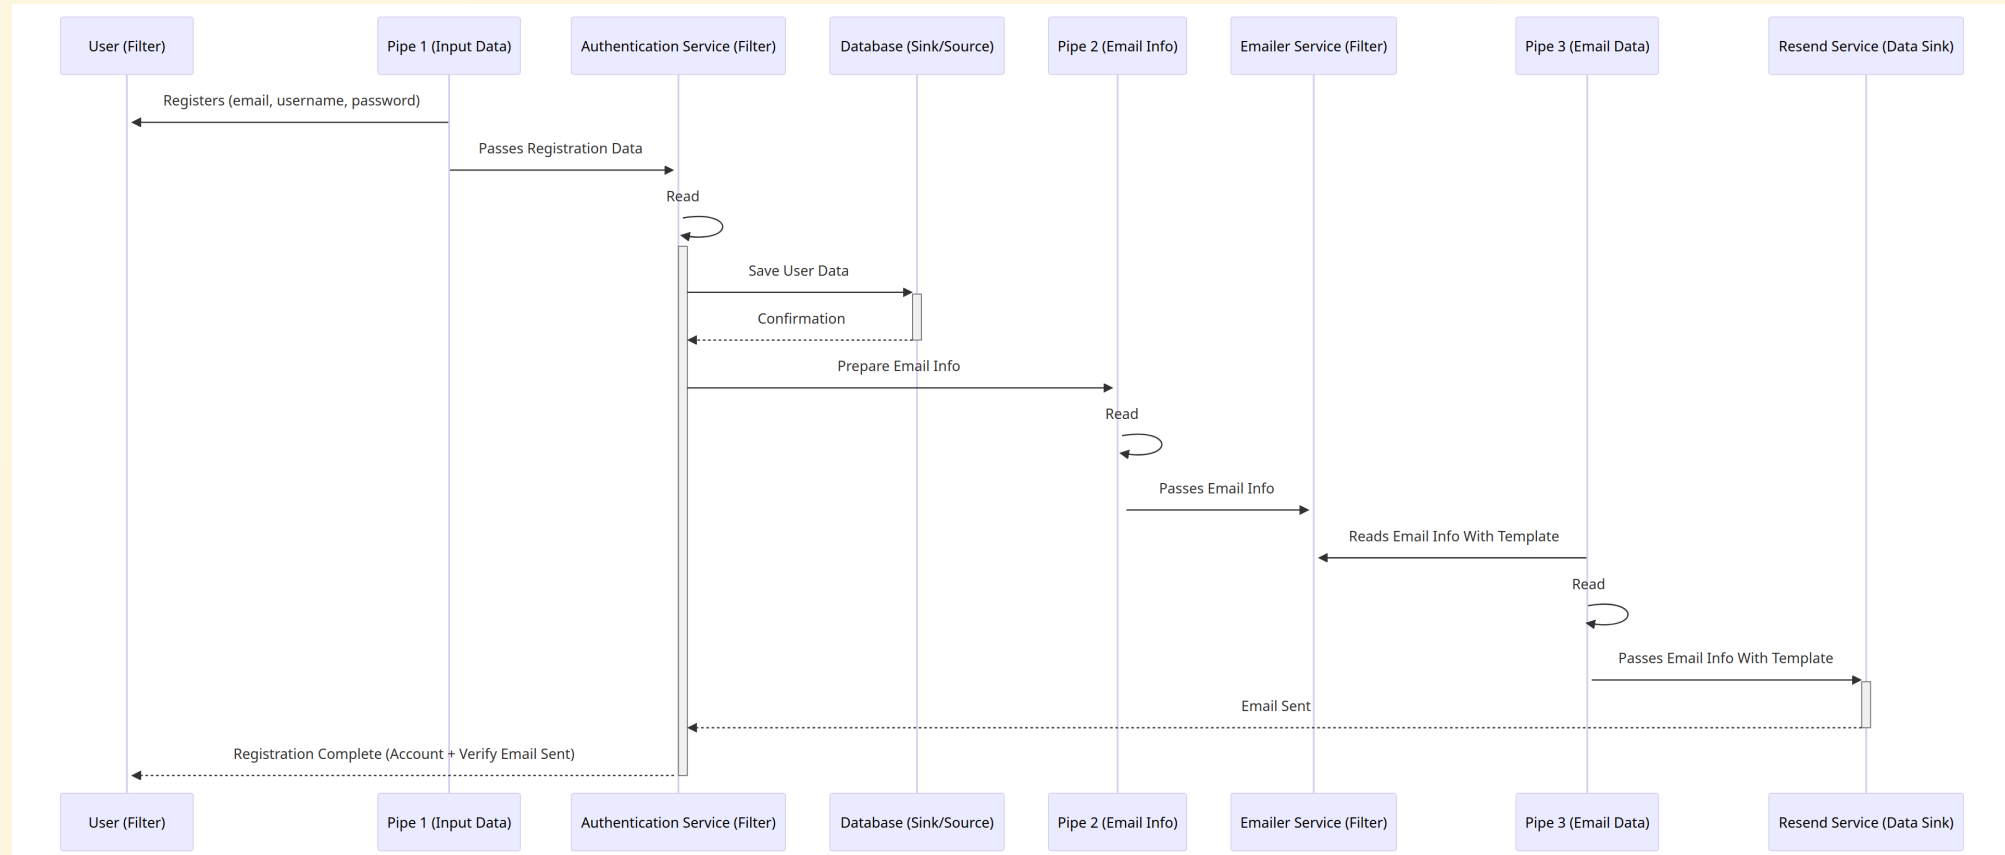 User (Filter)
Pipe 1 (Input Data)
Authentication Service (Filter)
Database (Sink/Source)
Pipe 2 (Email Info)
Emailer Service (Filter)
Pipe 3 (Email Data)
Resend Service (Data Sink)
Registers (email, username, password)
Passes Registration Data
Read
Save User Data
Confirmation
Prepare Email Info
Read
Passes Email Info
Reads Email Info With Template
Read
Passes Email Info With Template
Email Sent
Registration Complete (Account + Verify Email Sent)
User (Filter)
Pipe 1 (Input Data)
Authentication Service (Filter)
Database (Sink/Source)
Pipe 2 (Email Info)
Emailer Service (Filter)
Pipe 3 (Email Data)
Resend Service (Data Sink)